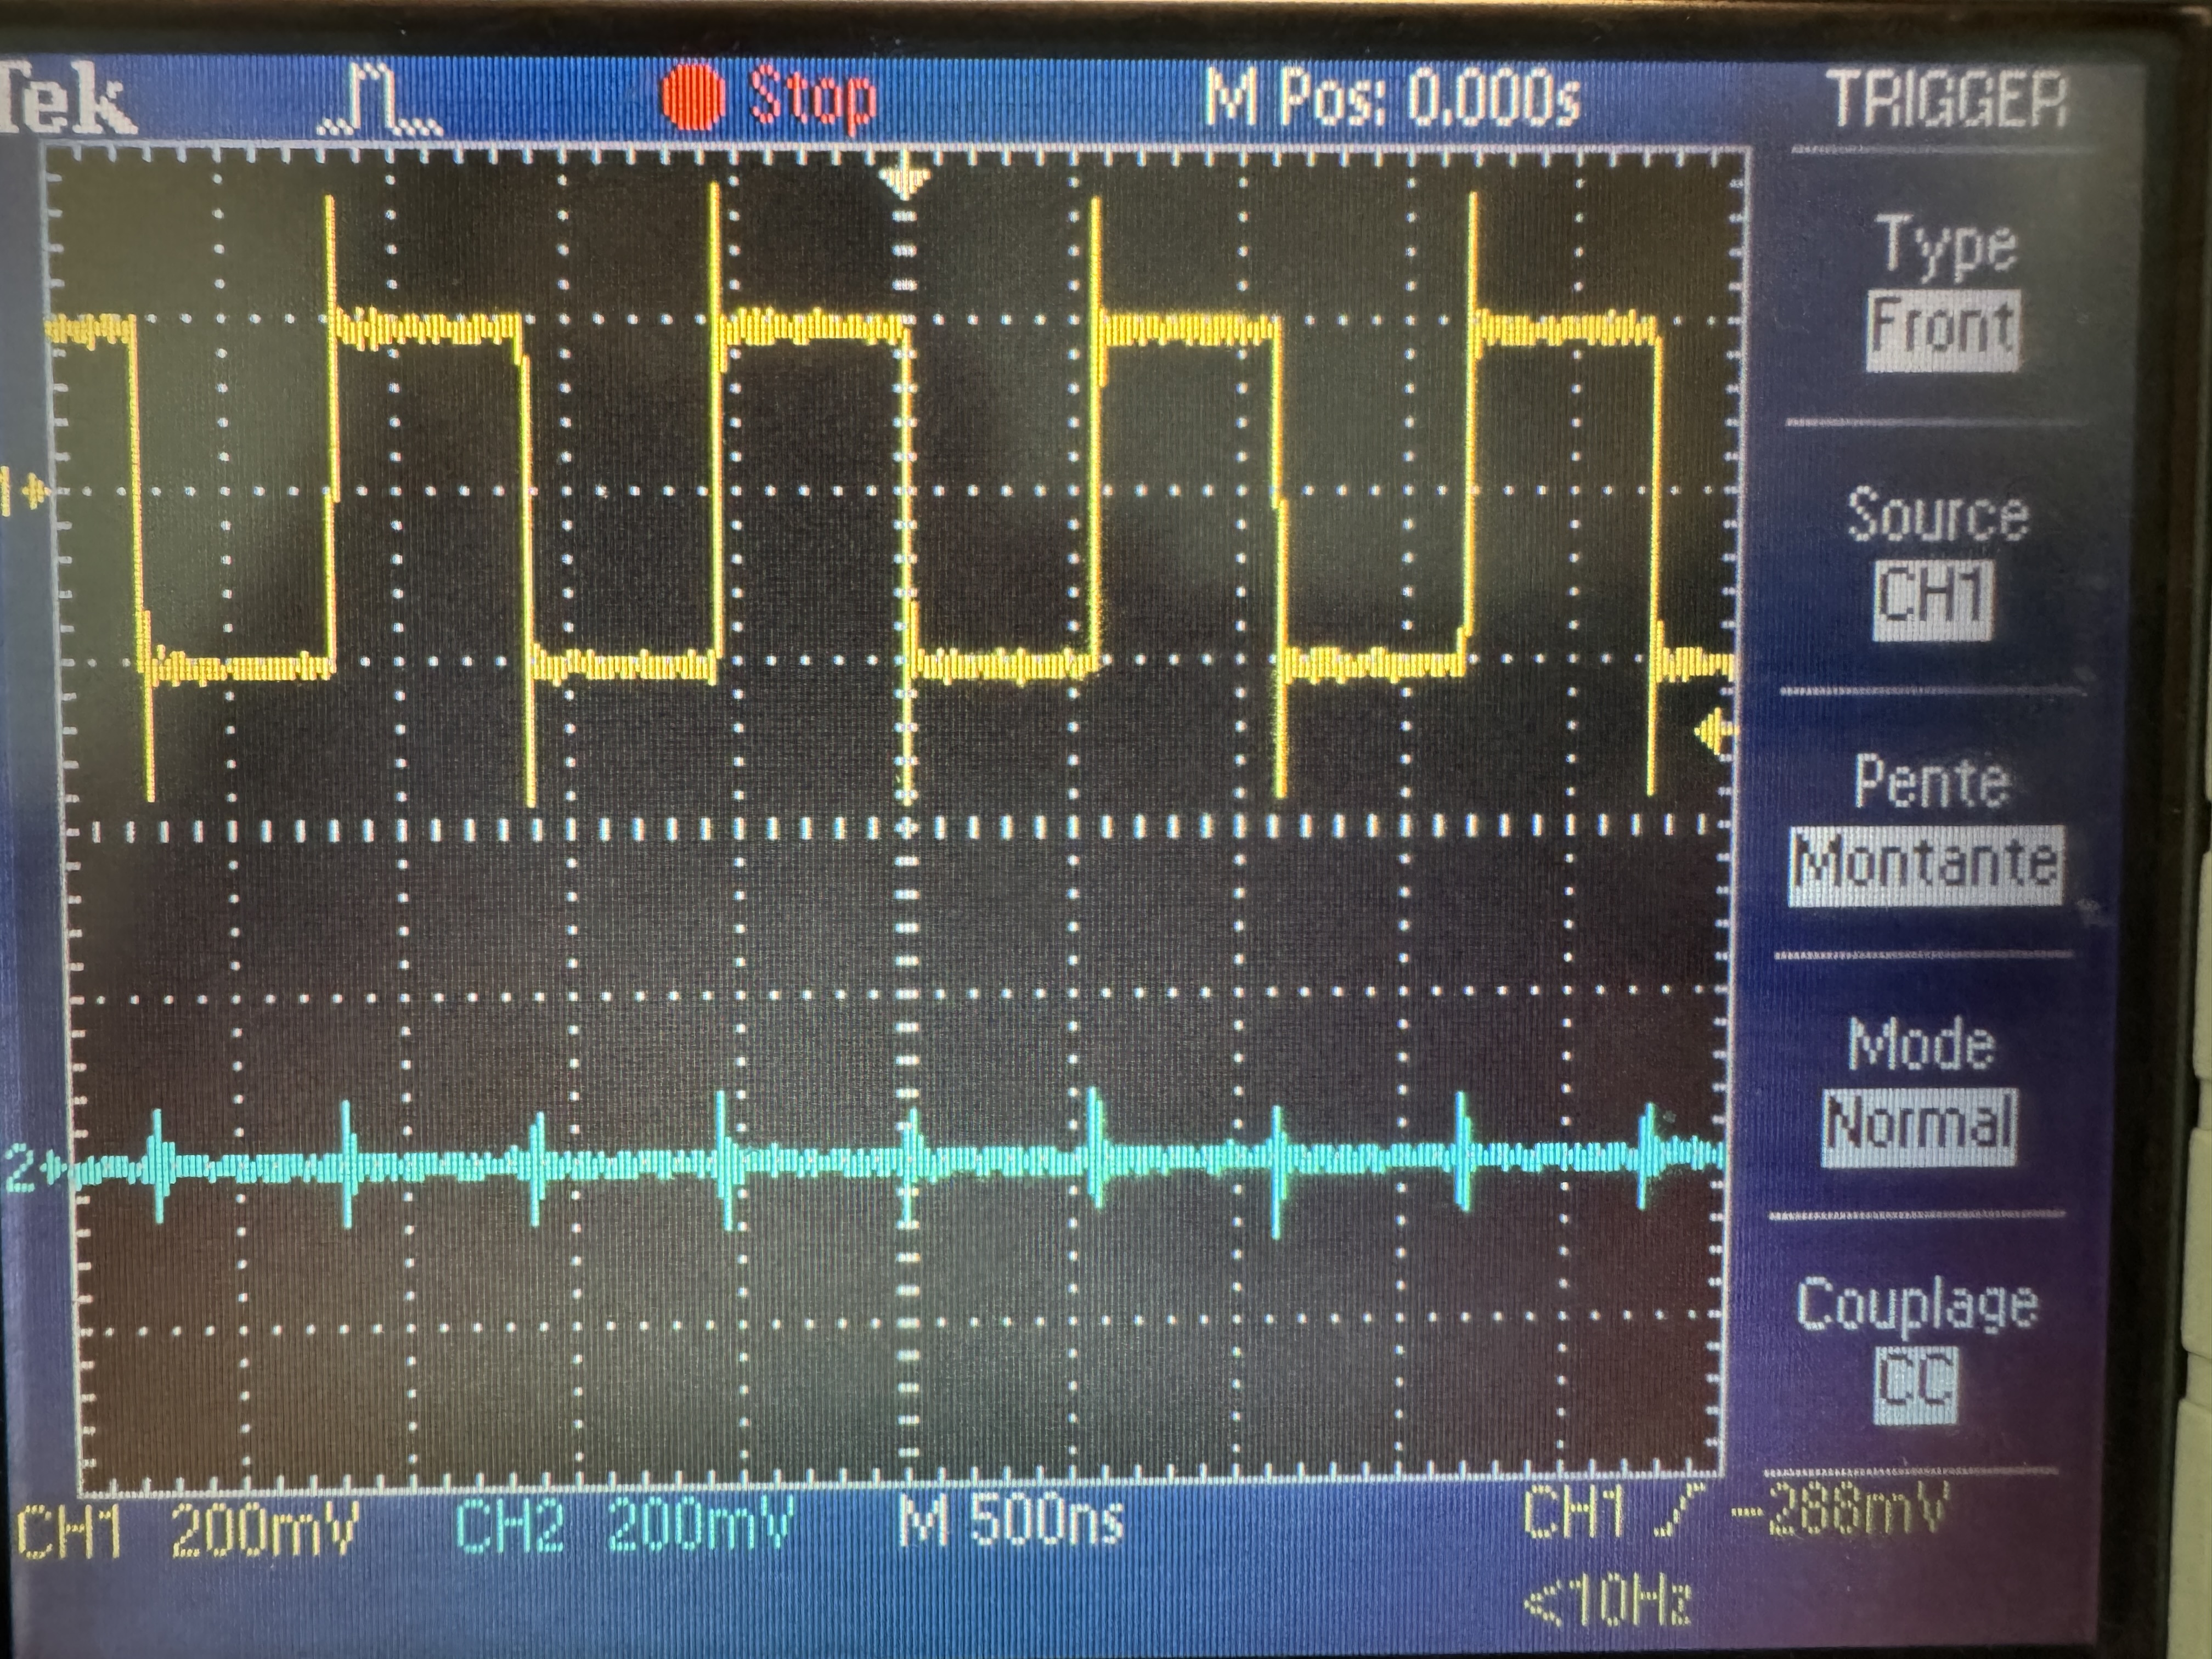 Tek Stop M Pos: 0.000s TRIGGER
Type
Front
1
Source
CH1
Pente
Montante
Mode
Normal
2
Couplage
CC
CH1 200mV CH2 200mV M 500ns CH1 -288mV
<10Hz